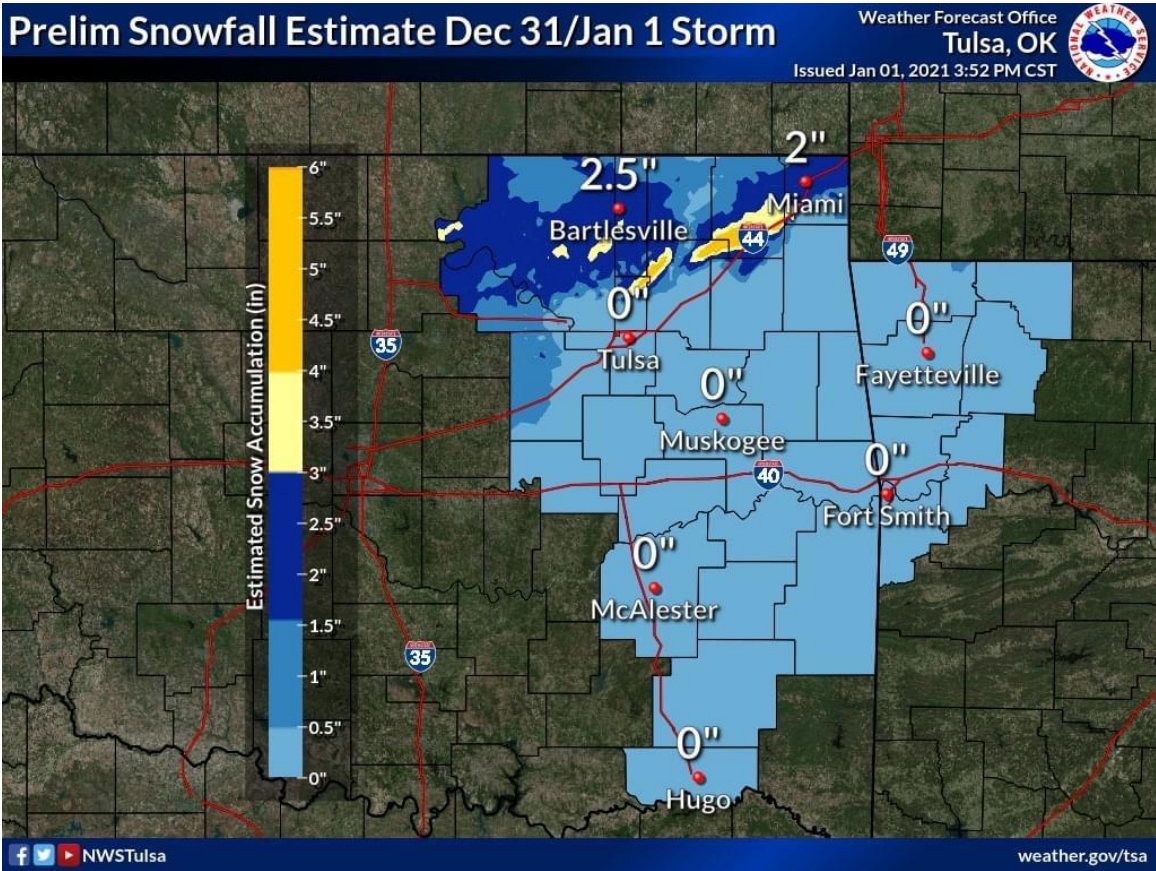 Prelim Snowfall Estimate Dec 31/Jan 1 Storm
Weather Forecast Office
Tulsa, OK
Issued Jan 01, 2021 3:52 PM CST
NATIONAL WEATHER SERVICE
Estimated Snow Accumulation (in)
6"
5.5"
5"
4.5"
4"
3.5"
3"
2.5"
2"
1.5"
1"
0.5"
0"
2.5"
Bartlesville
2"
Miami
44
49
0"
Tulsa
0"
Fayetteville
35
0"
Muskogee
40
0"
Fort Smith
0"
McAlester
35
0"
Hugo
NWSTulsa
weather.gov/tsa